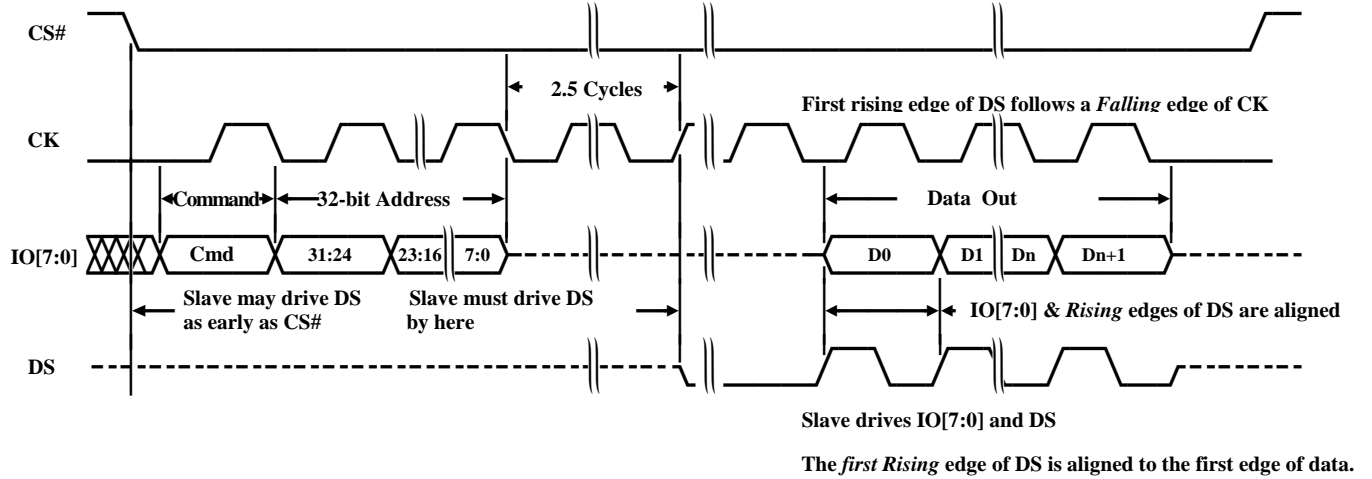 CS#
2.5 Cycles
First rising edge of DS follows a Falling edge of CK
CK
Command
32-bit Address
Data Out
IO[7:0]
Cmd
31:24
23:16
7:0
D0
D1
Dn
Dn+1
Slave may drive DS
as early as CS#
Slave must drive DS
by here
IO[7:0] & Rising edges of DS are aligned
DS
Slave drives IO[7:0] and DS
The first Rising edge of DS is aligned to the first edge of data.